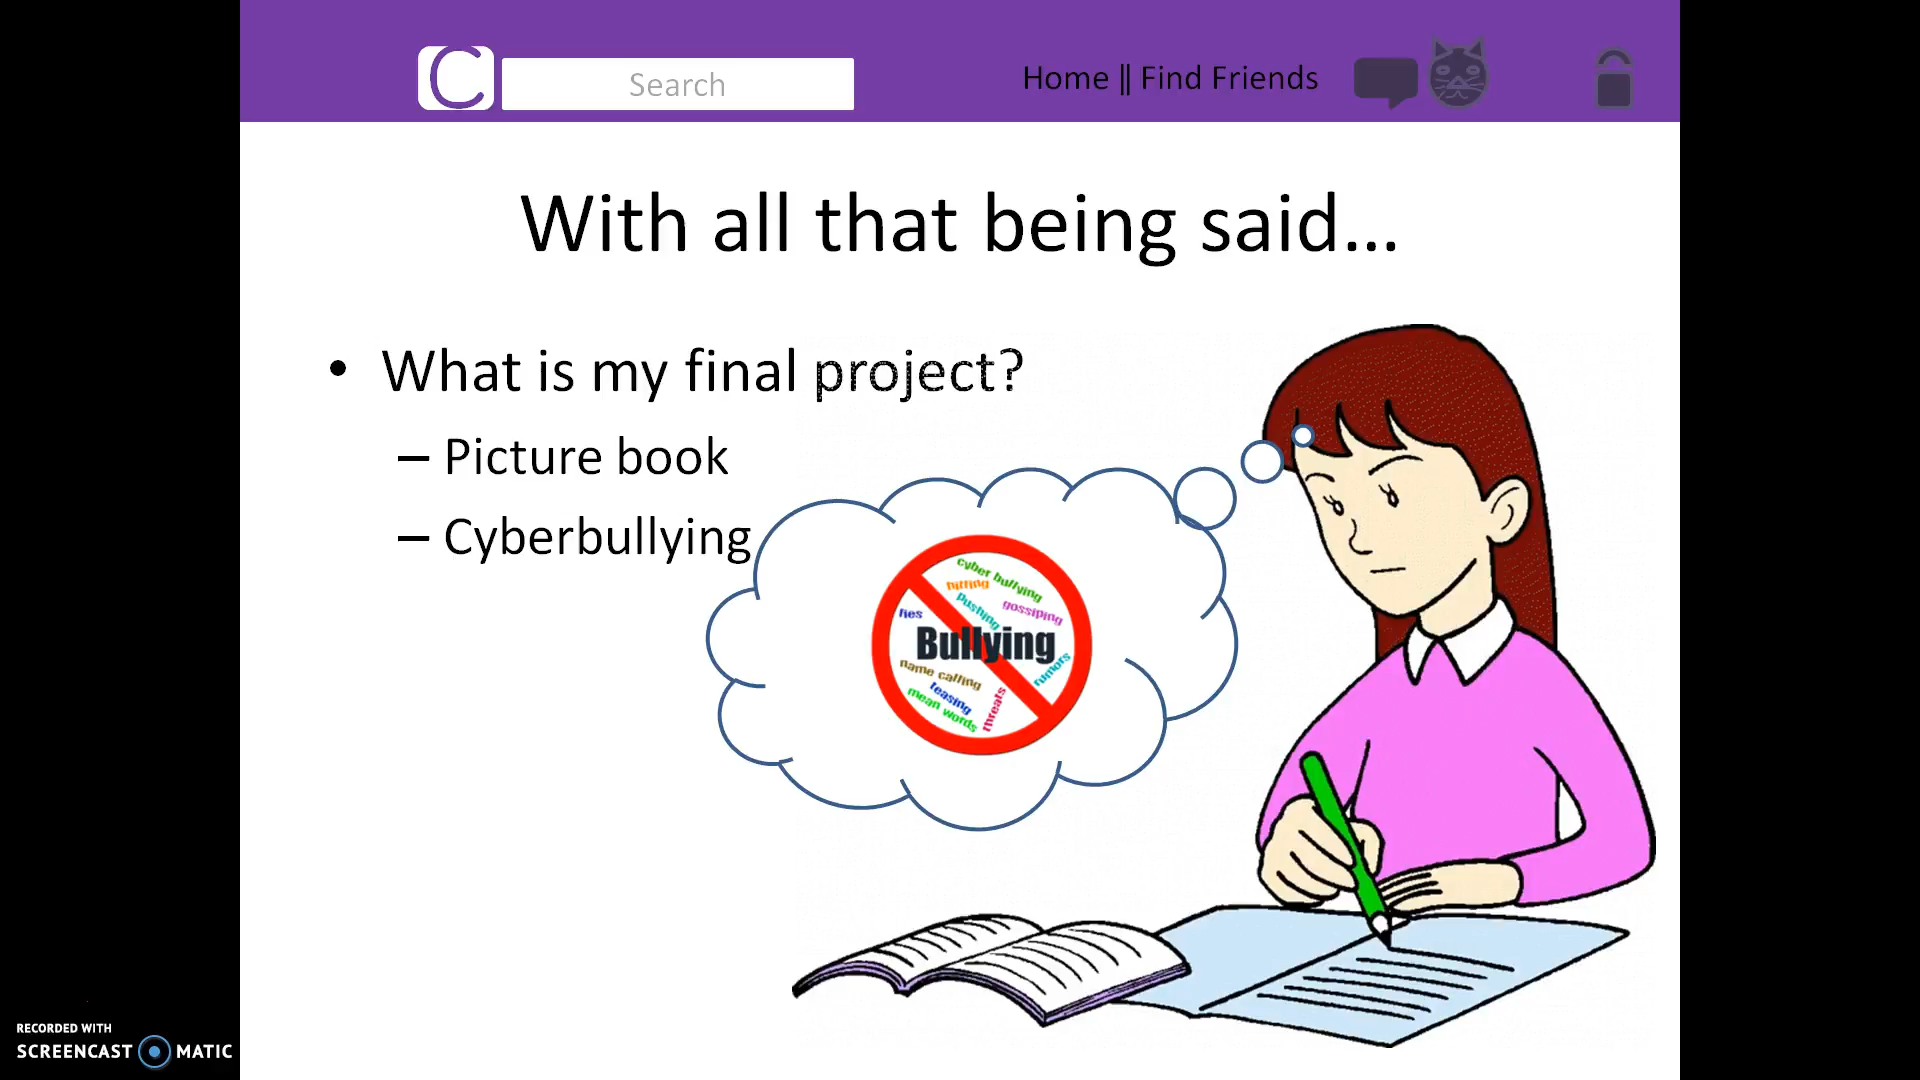 C
Search
Home || Find Friends
With all that being said...
• What is my final project?
– Picture book
– Cyberbullying
cyber bullying
hitting
pushing
gossiping
lies
Bullying
rumors
name calling
teasing
mean words
threats
RECORDED WITH
SCREENCAST MATIC